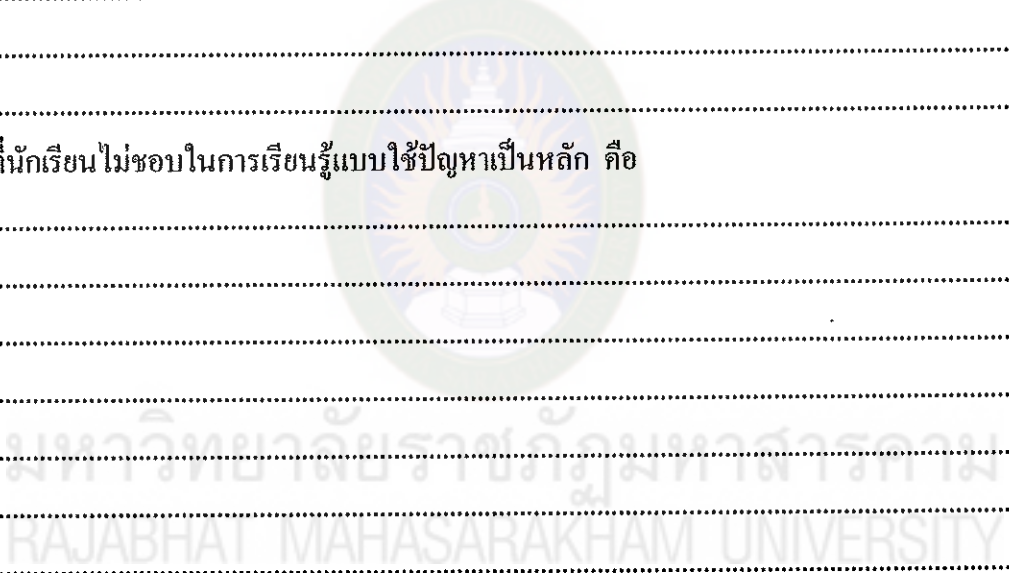 ที่นักเรียนไม่ชอบในการเรียนรู้แบบใช้ปัญหาเป็นหลัก คือ
มหาวิทยาลัยราชภัฏมหาสารคาม
RAJABHAT MAHASARAKHAM UNIVERSITY